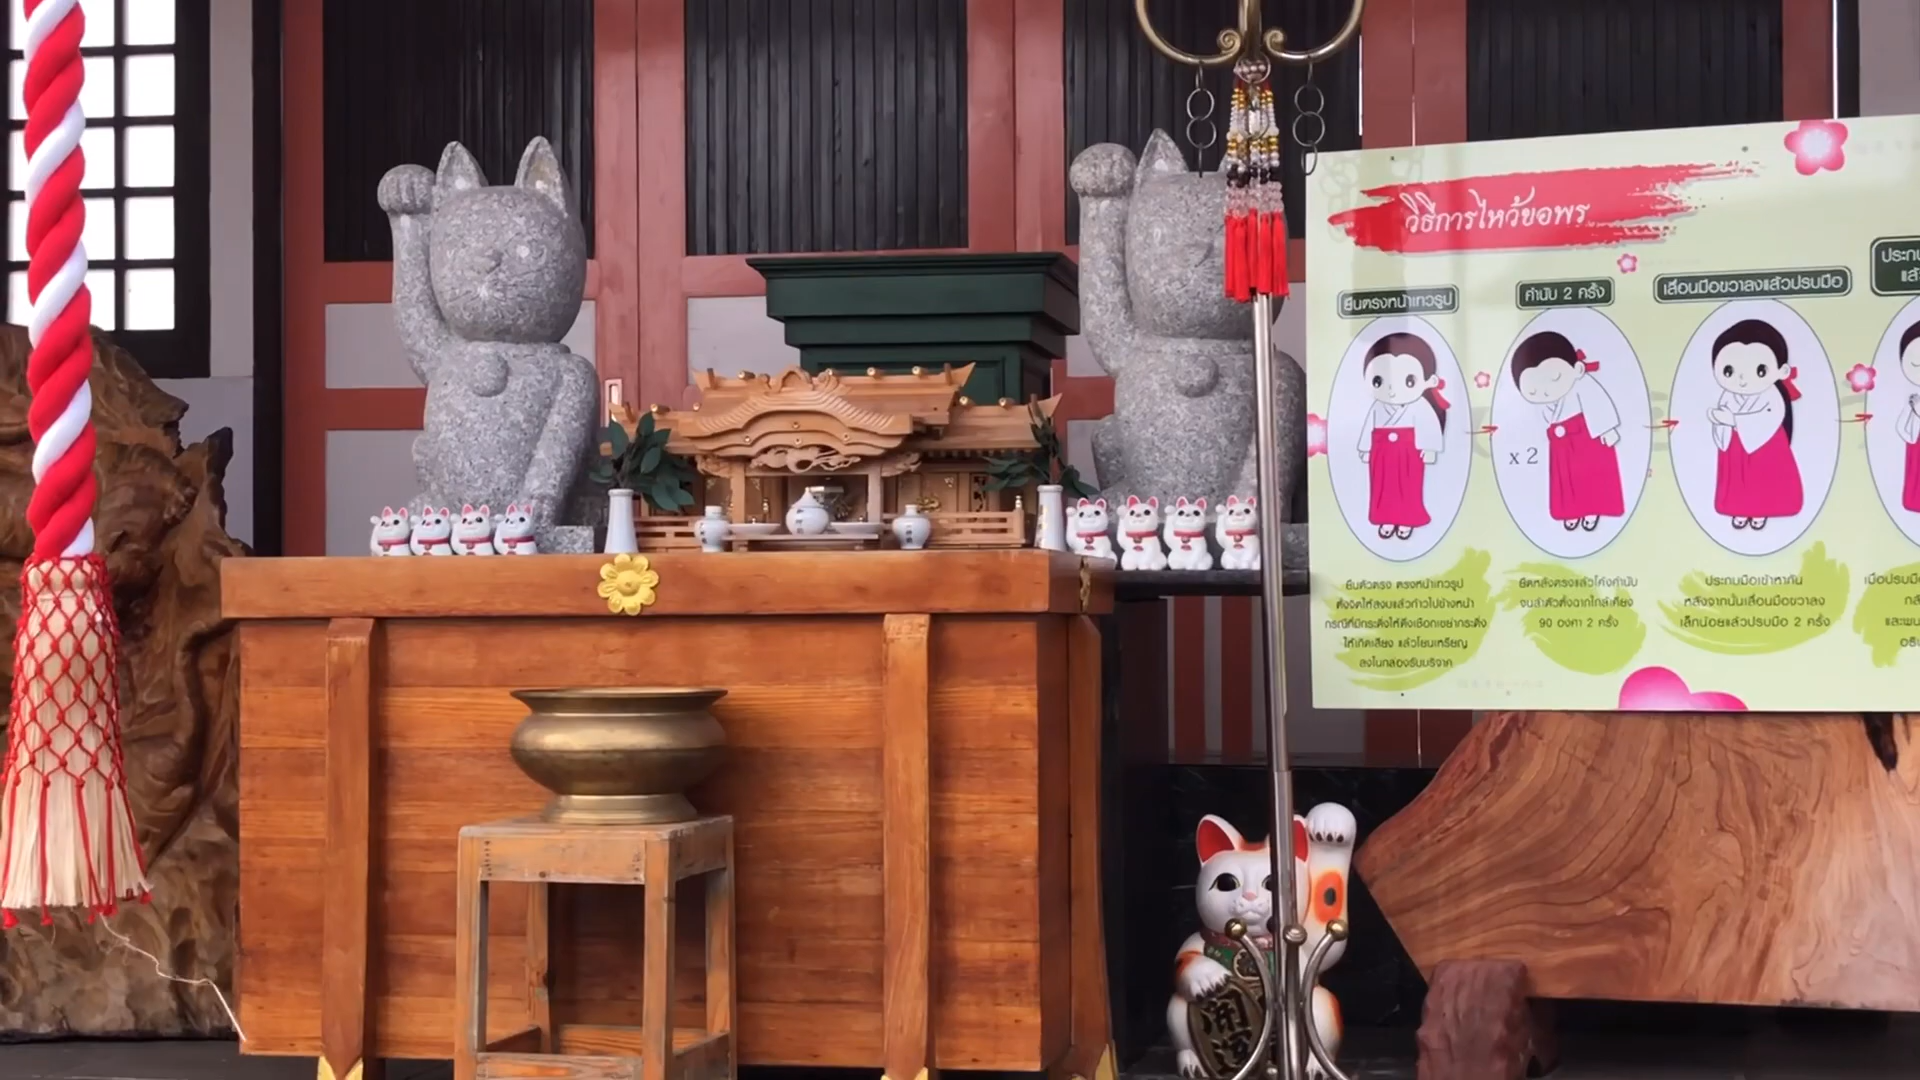 วิธีการไหว้ขอพร
ยืนตรงหน้าเทวรูป
คำนับ 2 ครั้ง
เลื่อนมือขวาลงแล้วปรบมือ
x 2
ยืนตัวตรง ตรงหน้าเทวรูป
ตั้งจิตให้สงบแล้วก้าวไปข้างหน้า
กรณีที่มีกระดิ่งให้ดึงเชือกเขย่ากระดิ่ง
ให้เกิดเสียง แล้วโยนเหรียญ
ลงในกล่องรับบริจาค
ยืดหลังตรงแล้วโค้งคำนับ
จนลำตัวตั้งฉากใกล้เคียง
90 องศา 2 ครั้ง
ประกบมือเข้าหากัน
หลังจากนั้นเลื่อนมือขวาลง
เล็กน้อยแล้วปรบมือ 2 ครั้ง
開運